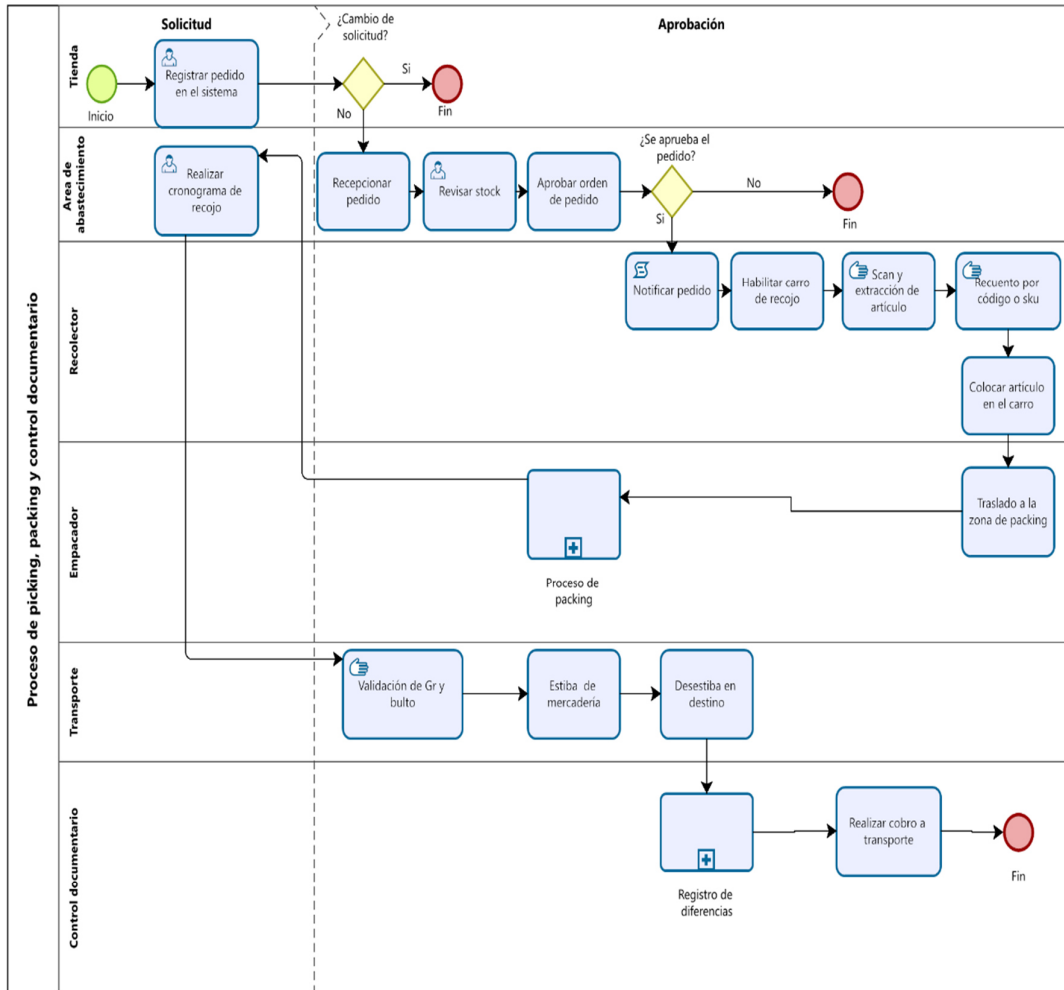 Proceso de picking, packing y control documentario
Solicitud
¿Cambio de
solicitud?
Aprobación
Tienda
Inicio
Registrar pedido
en el sistema
Si
No
Fin
Area de
abastecimiento
Realizar
cronograma de
recojo
Recepcionar
pedido
Revisar stock
Aprobar orden
de pedido
¿Se aprueba el
pedido?
No
Si
Fin
Recolector
Notificar pedido
Habilitar carro
de recojo
Scan y
extracción de
artículo
Recuento por
código o sku
Colocar artículo
en el carro
Empacador
Traslado a la
zona de packing
Proceso de
packing
Transporte
Validación de Gr y
bulto
Estiba de
mercadería
Desestiba en
destino
Control documentario
Registro de
diferencias
Realizar cobro a
transporte
Fin